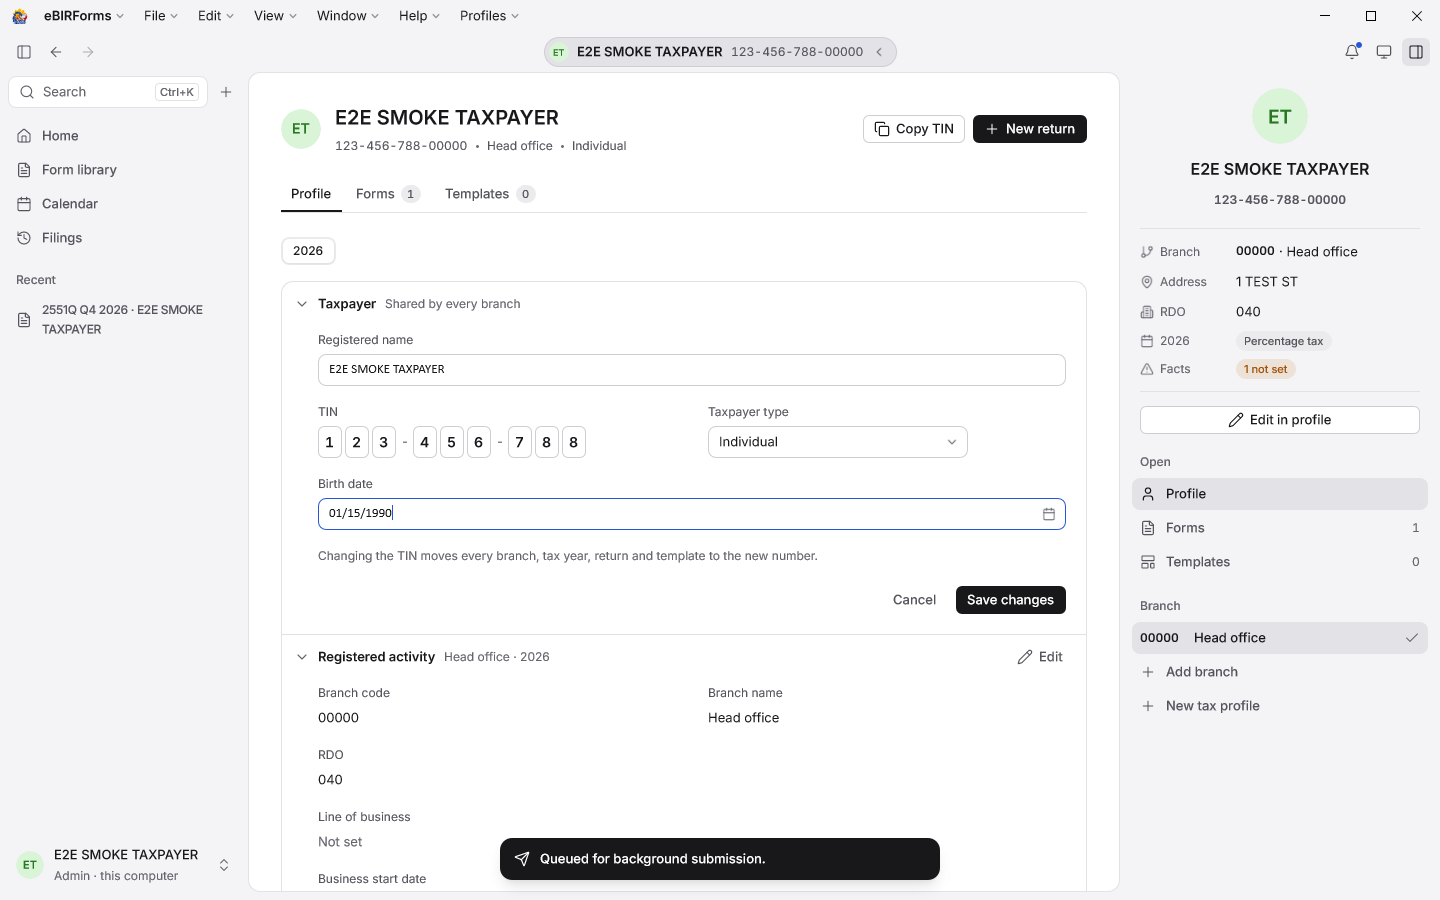 eBIRForms File Edit View Window Help Profiles
ET E2E SMOKE TAXPAYER 123-456-788-00000
Search Ctrl+K
Home
Form library
Calendar
Filings
Recent
2551Q Q4 2026 · E2E SMOKE
TAXPAYER
ET E2E SMOKE TAXPAYER
Admin · this computer
ET
E2E SMOKE TAXPAYER
123-456-788-00000 • Head office • Individual
Copy TIN
New return
Profile Forms 1 Templates 0
2026
Taxpayer Shared by every branch
Registered name
E2E SMOKE TAXPAYER
TIN
1 2 3 - 4 5 6 - 7 8 8
Taxpayer type
Individual
Birth date
01/15/1990
Changing the TIN moves every branch, tax year, return and template to the new number.
Cancel Save changes
Registered activity Head office · 2026 Edit
Branch code
00000
Branch name
Head office
RDO
040
Line of business
Not set
Business start date
Queued for background submission.
ET
E2E SMOKE TAXPAYER
123-456-788-00000
Branch 00000 · Head office
Address 1 TEST ST
RDO 040
2026 Percentage tax
Facts 1 not set
Edit in profile
Open
Profile
Forms 1
Templates 0
Branch
00000 Head office
Add branch
New tax profile